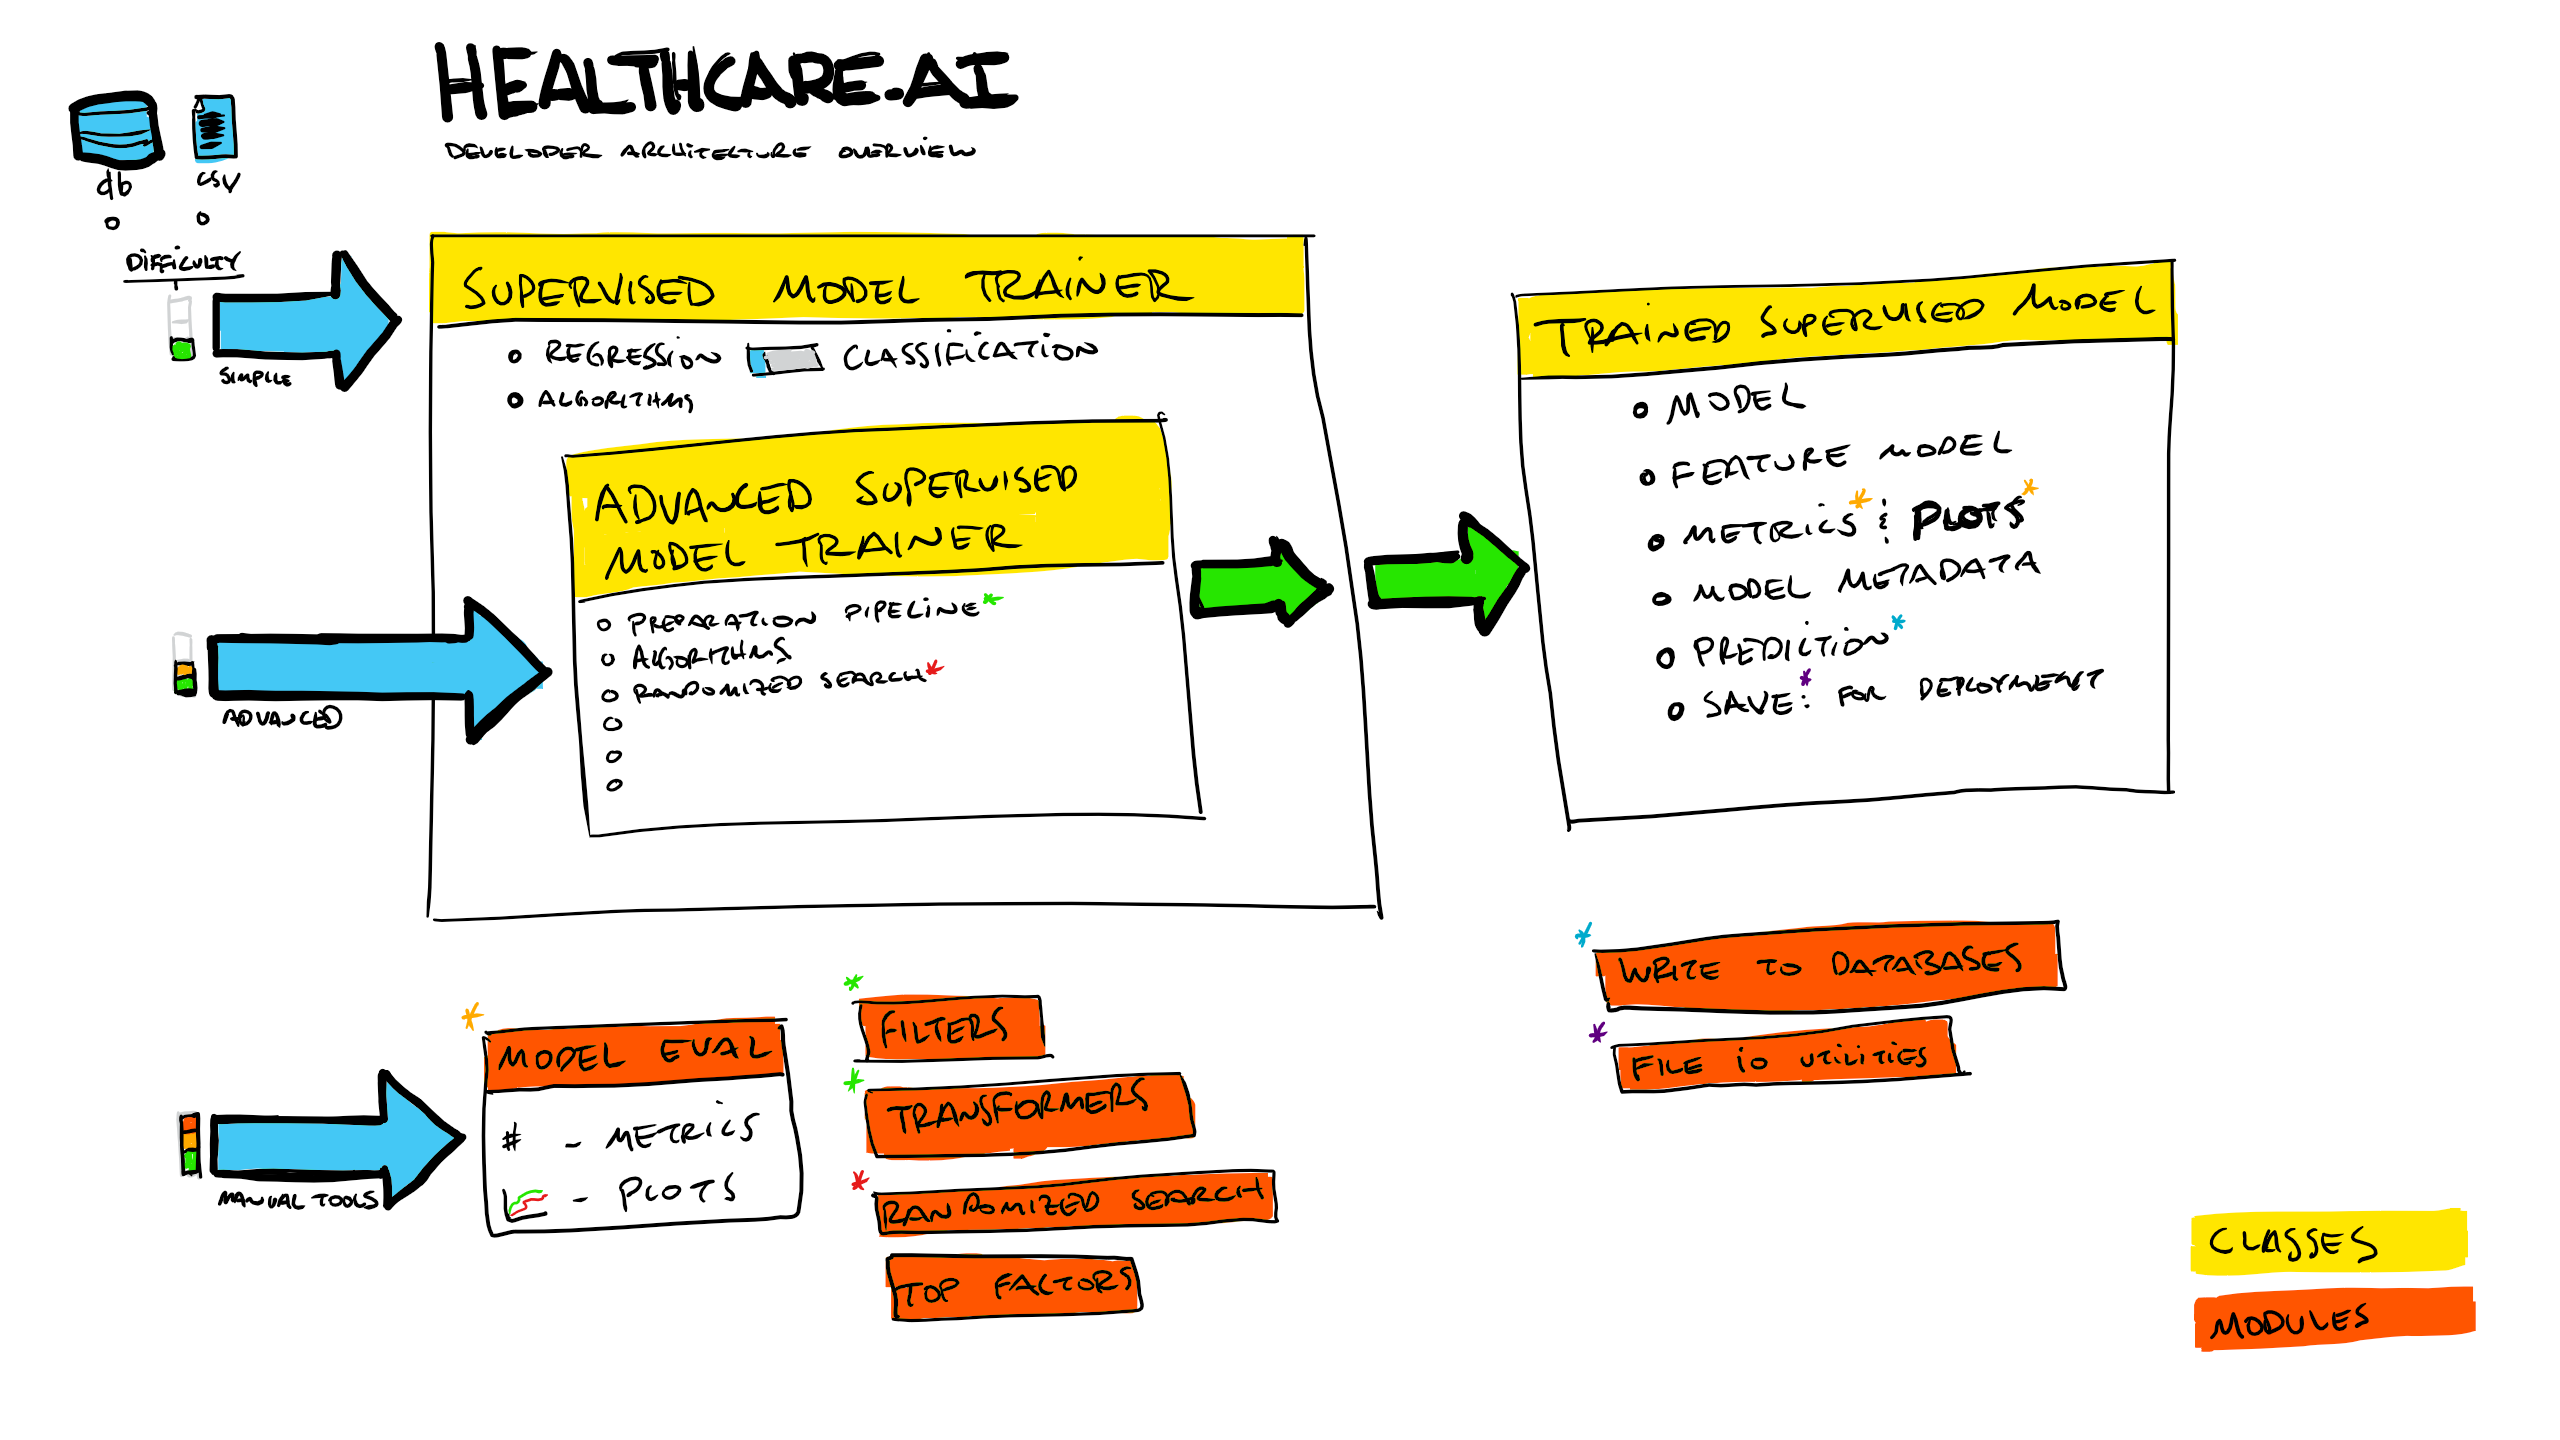 HEALTHCARE.AI
DEVELOPER ARCHITECTURE OVERVIEW
db
CSV
DIFFICULTY
SIMPLE
SUPERVISED MODEL TRAINER
REGRESSION CLASSIFICATION
ALGORITHMS
ADVANCED SUPERVISED
MODEL TRAINER
PREPARATION PIPELINE*
ALGORITHMS
RANDOMIZED SEARCH*
ADVANCED
TRAINED SUPERVISED MODEL
MODEL
FEATURE MODEL
METRICS* & PLOTS*
MODEL METADATA
PREDICTION*
SAVE*: FOR DEPLOYMENT
MANUAL TOOLS
*
MODEL EVAL
# - METRICS
- PLOTS
*
FILTERS
*
TRANSFORMERS
*
RANDOMIZED SEARCH
TOP FACTORS
*
WRITE TO DATABASES
*
FILE io UTiLiTiES
CLASSES
MODULES